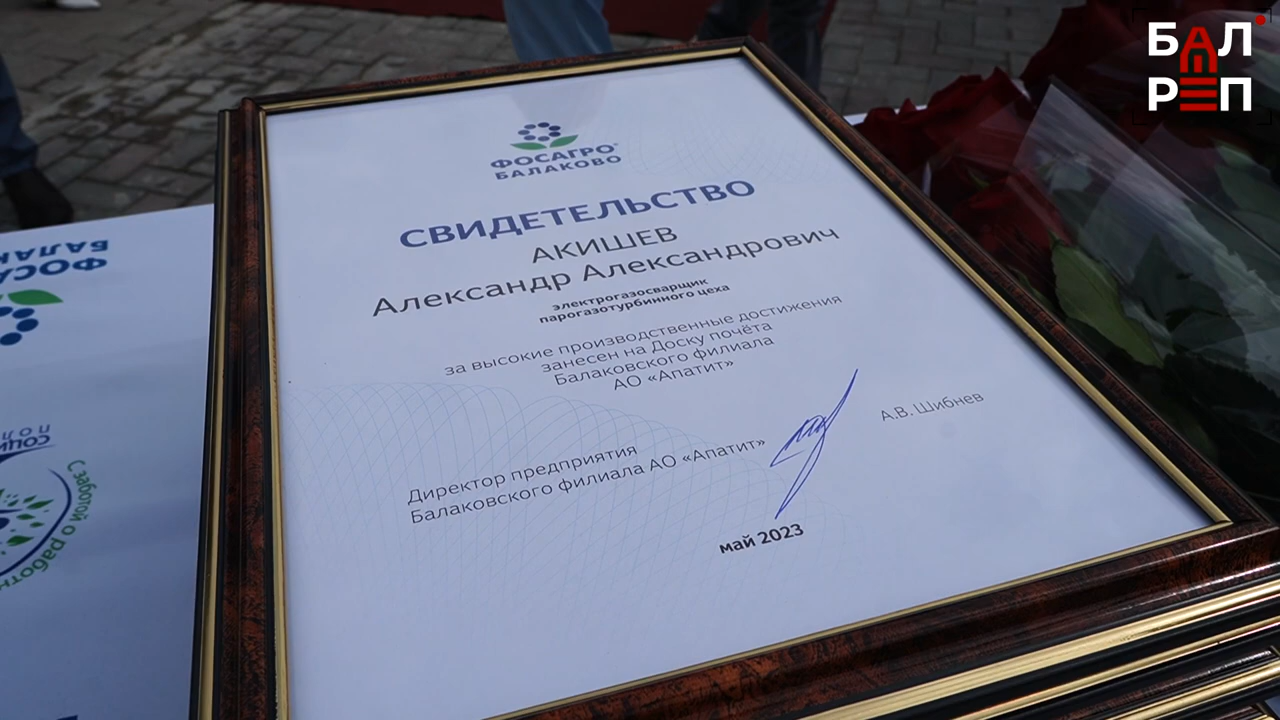 БАЛ
РЕП
ФОСАГРО®
БАЛАКОВО
СВИДЕТЕЛЬСТВО
АКИШЕВ
Александр Александрович
электрогазосварщик
парогазотурбинного цеха
за высокие производственные достижения
занесен на Доску почёта
Балаковского филиала
АО «Апатит»
Директор предприятия
Балаковского филиала АО «Апатит»
А.В. Шибнев
май 2023
С заботой о